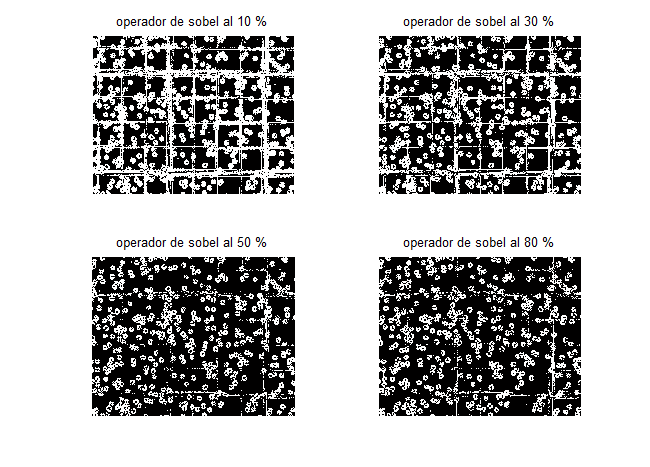 operador de sobel al 10 %
operador de sobel al 30 %
operador de sobel al 50 %
operador de sobel al 80 %